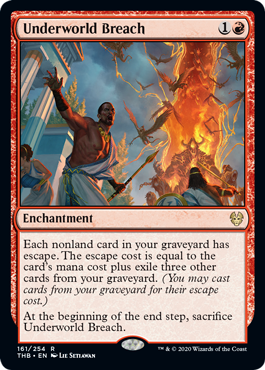 Underworld Breach 1
Enchantment
Each nonland card in your graveyard has
escape. The escape cost is equal to the
card's mana cost plus exile three other
cards from your graveyard. (You may cast
cards from your graveyard for their escape
cost.)
At the beginning of the end step, sacrifice
Underworld Breach.
161/254 R
THB • EN Lie Setiawan ™ & © 2020 Wizards of the Coast